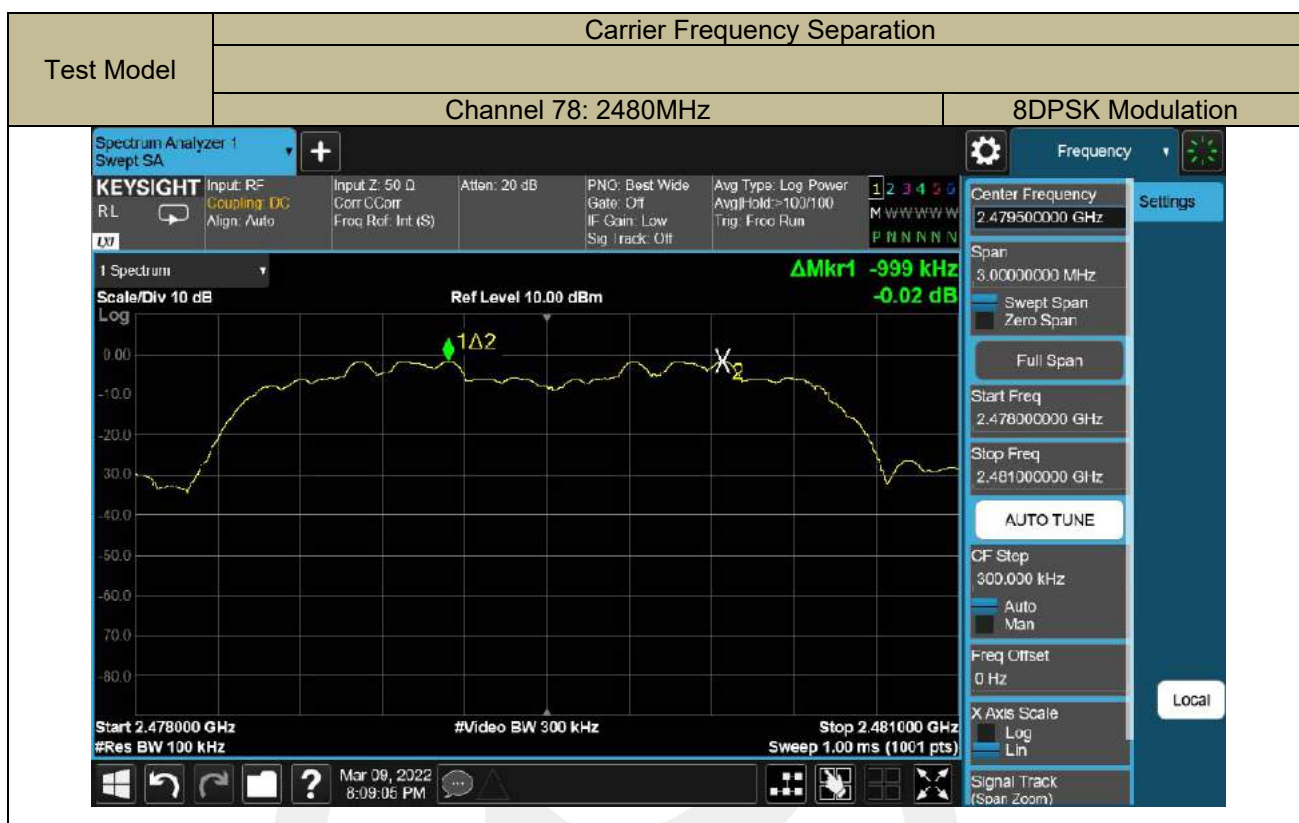 Carrier Frequency Separation
Test Model
Channel 78: 2480MHz 8DPSK Modulation
Spectrum Analyzer 1
Swept SA
Frequency
KEYSIGHT
RL
LXI
Input: RF
Coupling: DC
Align: Auto
Input Z: 50 Ω
Corr CCorr
Freq Ref: Int (S)
Atten: 20 dB
PNO: Best Wide
Gate: Off
IF Gain: Low
Sig Track: Off
Avg Type: Log Power
Avg|Hold:>100/100
Trig: Free Run
1 2 3 4 5 6
M W W W W W
P N N N N N
1 Spectrum
ΔMkr1 -999 kHz
-0.02 dB
Scale/Div 10 dB
Ref Level 10.00 dBm
Log
1Δ2
X2
0.00
-10.0
-20.0
30.0
-40.0
-50.0
-60.0
70.0
-80.0
Start 2.478000 GHz
#Video BW 300 kHz
Stop 2.481000 GHz
#Res BW 100 kHz
Sweep 1.00 ms (1001 pts)
Center Frequency
2.479500000 GHz
Settings
Span
3.00000000 MHz
Swept Span
Zero Span
Full Span
Start Freq
2.478000000 GHz
Stop Freq
2.481000000 GHz
AUTO TUNE
CF Step
300.000 kHz
Auto
Man
Freq Offset
0 Hz
X Axis Scale
Log
Lin
Local
Signal Track
(Span Zoom)
?
Mar 09, 2022
8:09:05 PM